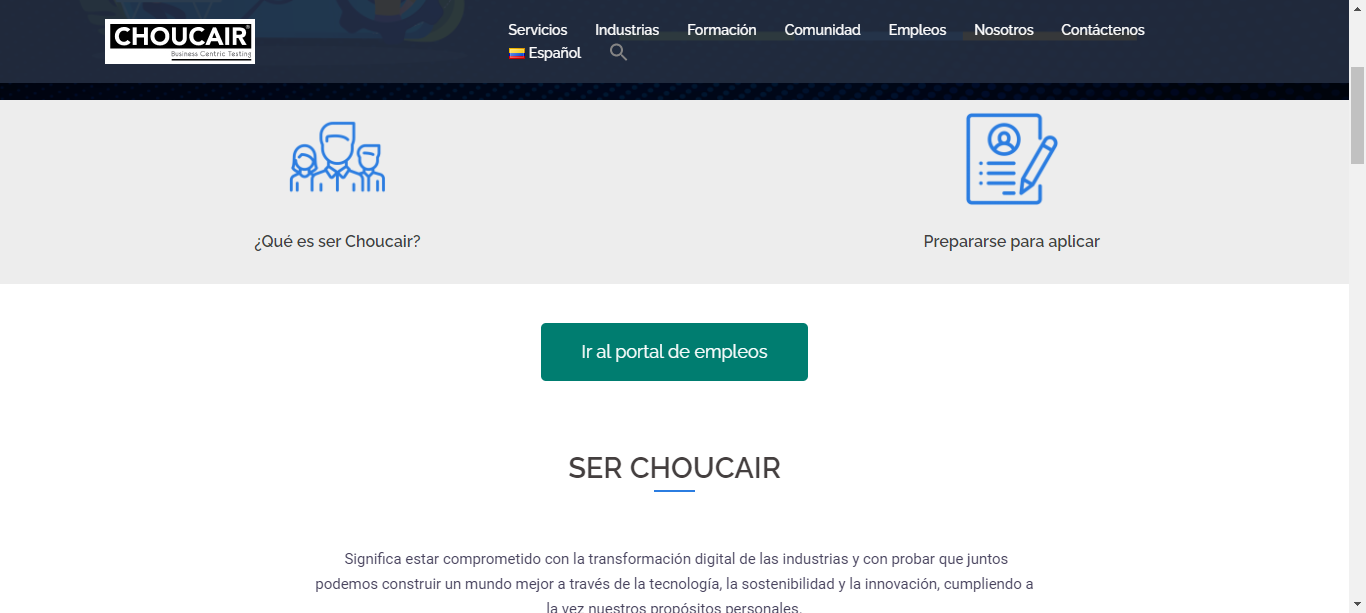 CHOUCAIR
Business Centric Testing
Servicios Industrias Formación Comunidad Empleos Nosotros Contáctenos
Español
¿Qué es ser Choucair?
Prepararse para aplicar
Ir al portal de empleos
SER CHOUCAIR
Significa estar comprometido con la transformación digital de las industrias y con probar que juntos
podemos construir un mundo mejor a través de la tecnología, la sostenibilidad y la innovación, cumpliendo a
la vez nuestros propósitos personales.